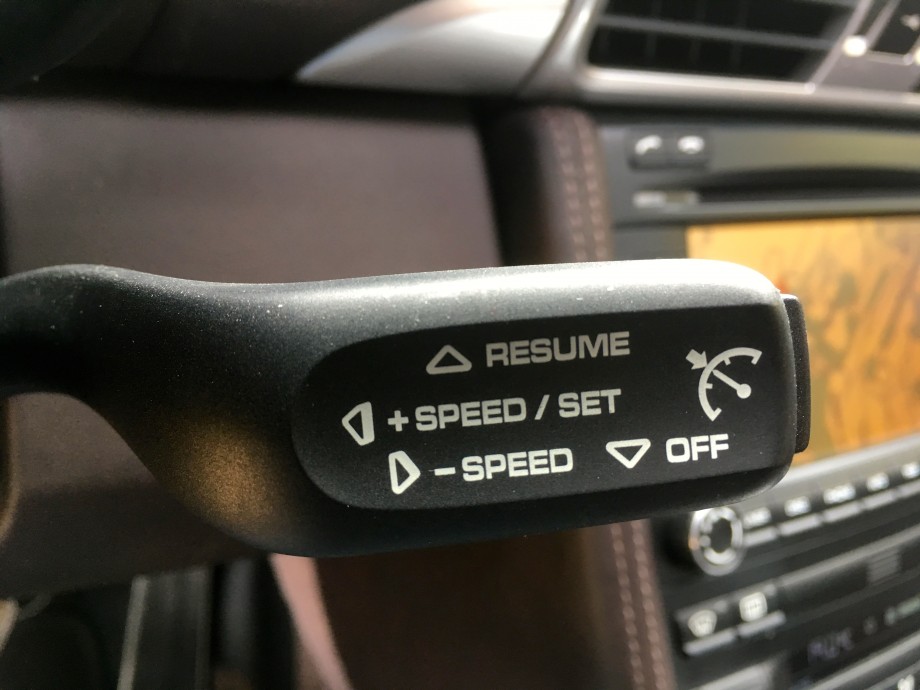 RESUME
+ SPEED / SET
- SPEED
OFF